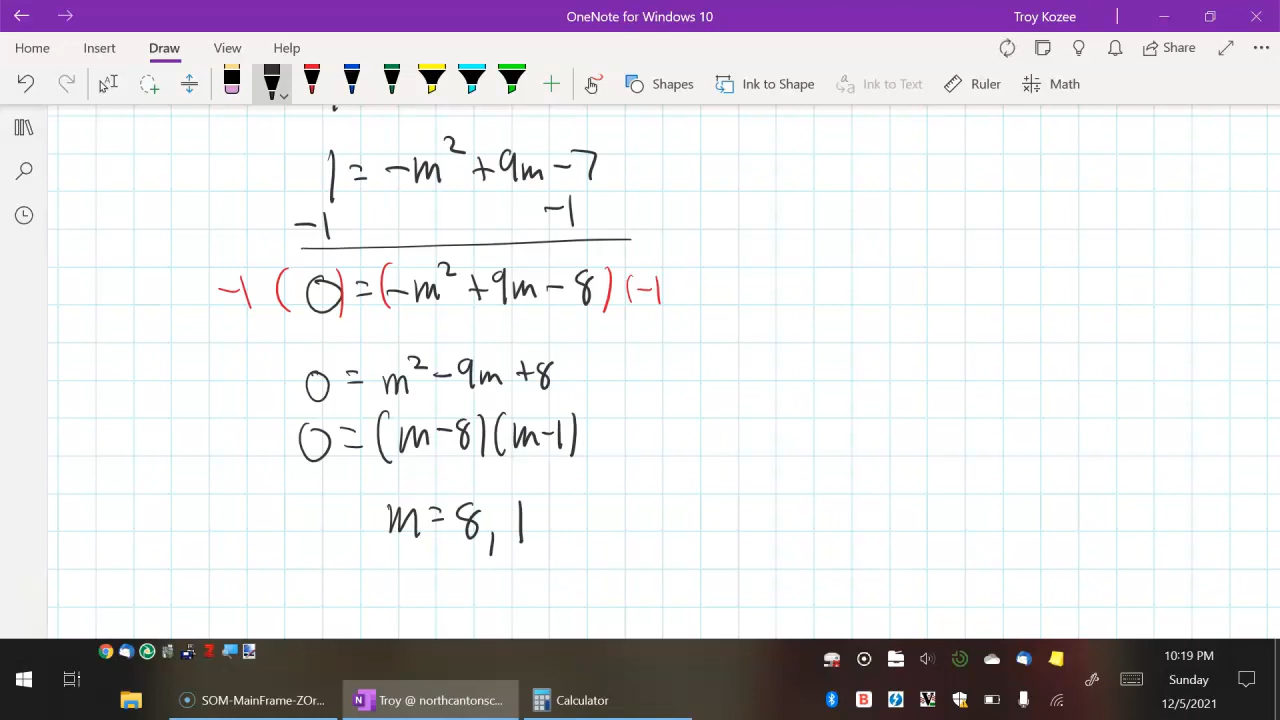 OneNote for Windows 10
Troy Kozee
Home Insert Draw View Help
Share
Shapes Ink to Shape Ink to Text Ruler Math
1 = -m² + 9m - 7
-1 -1
-1 ( 0 ) = ( -m² + 9m - 8 ) ( -1
0 = m² - 9m + 8
0 = (m-8)(m-1)
m = 8, 1
10:19 PM
Sunday
SOM-MainFrame-ZOr... Troy @ northcantonsc... Calculator
12/5/2021